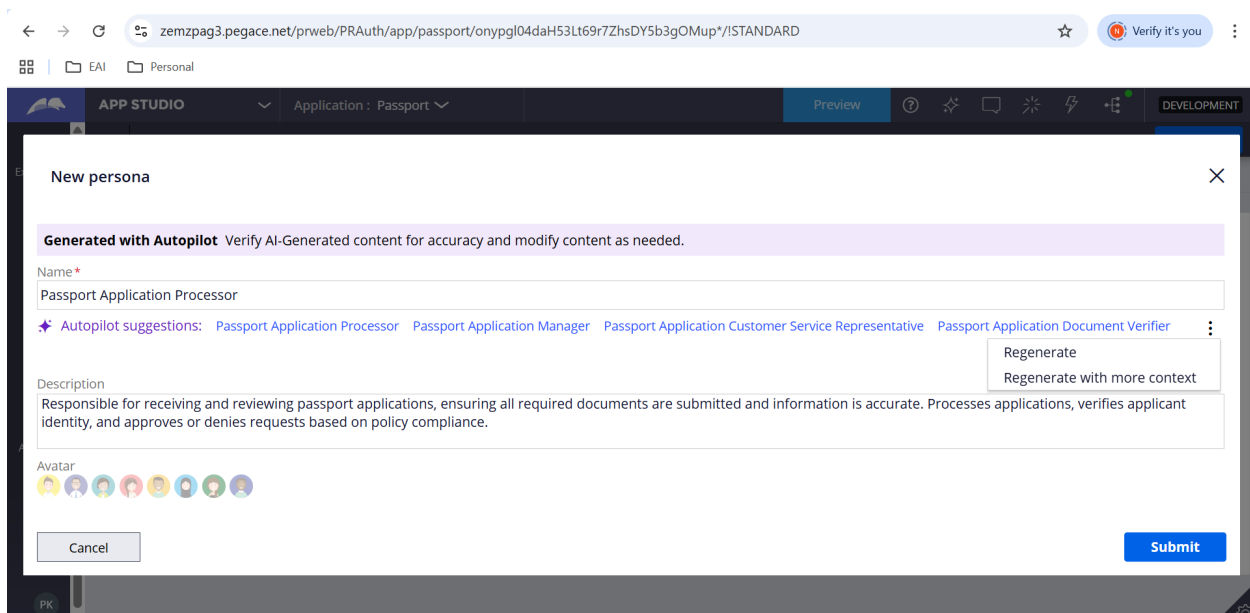 zemzpag3.pegace.net/prweb/PRAuth/app/passport/onypgl04daH53Lt69r7ZhsDY5b3gOMup*/!STANDARD
N
Verify it's you
EAI
Personal
APP STUDIO
Application : Passport
Preview
DEVELOPMENT
New persona
Generated with Autopilot Verify AI-Generated content for accuracy and modify content as needed.
Name*
Passport Application Processor
Autopilot suggestions: Passport Application Processor Passport Application Manager Passport Application Customer Service Representative Passport Application Document Verifier
Regenerate
Regenerate with more context
Description
Responsible for receiving and reviewing passport applications, ensuring all required documents are submitted and information is accurate. Processes applications, verifies applicant
identity, and approves or denies requests based on policy compliance.
Avatar
Cancel
Submit
PK